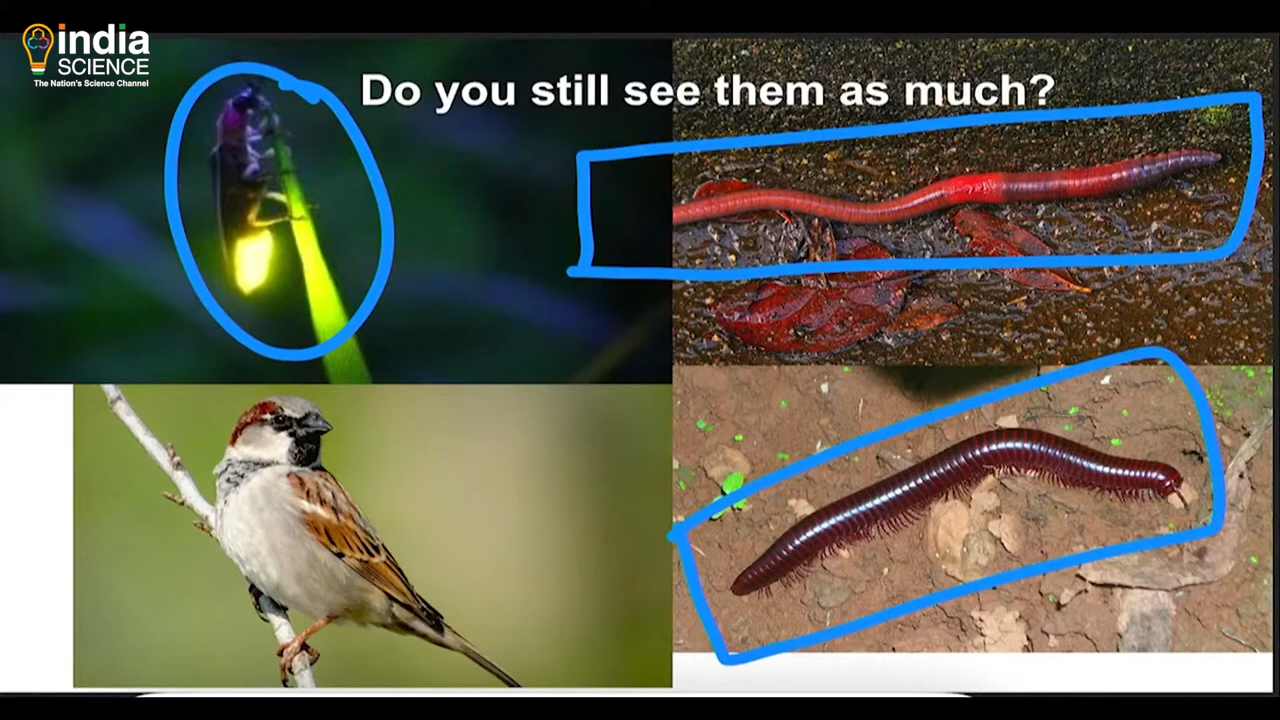 india
SCIENCE
The Nation's Science Channel
Do you still see them as much?